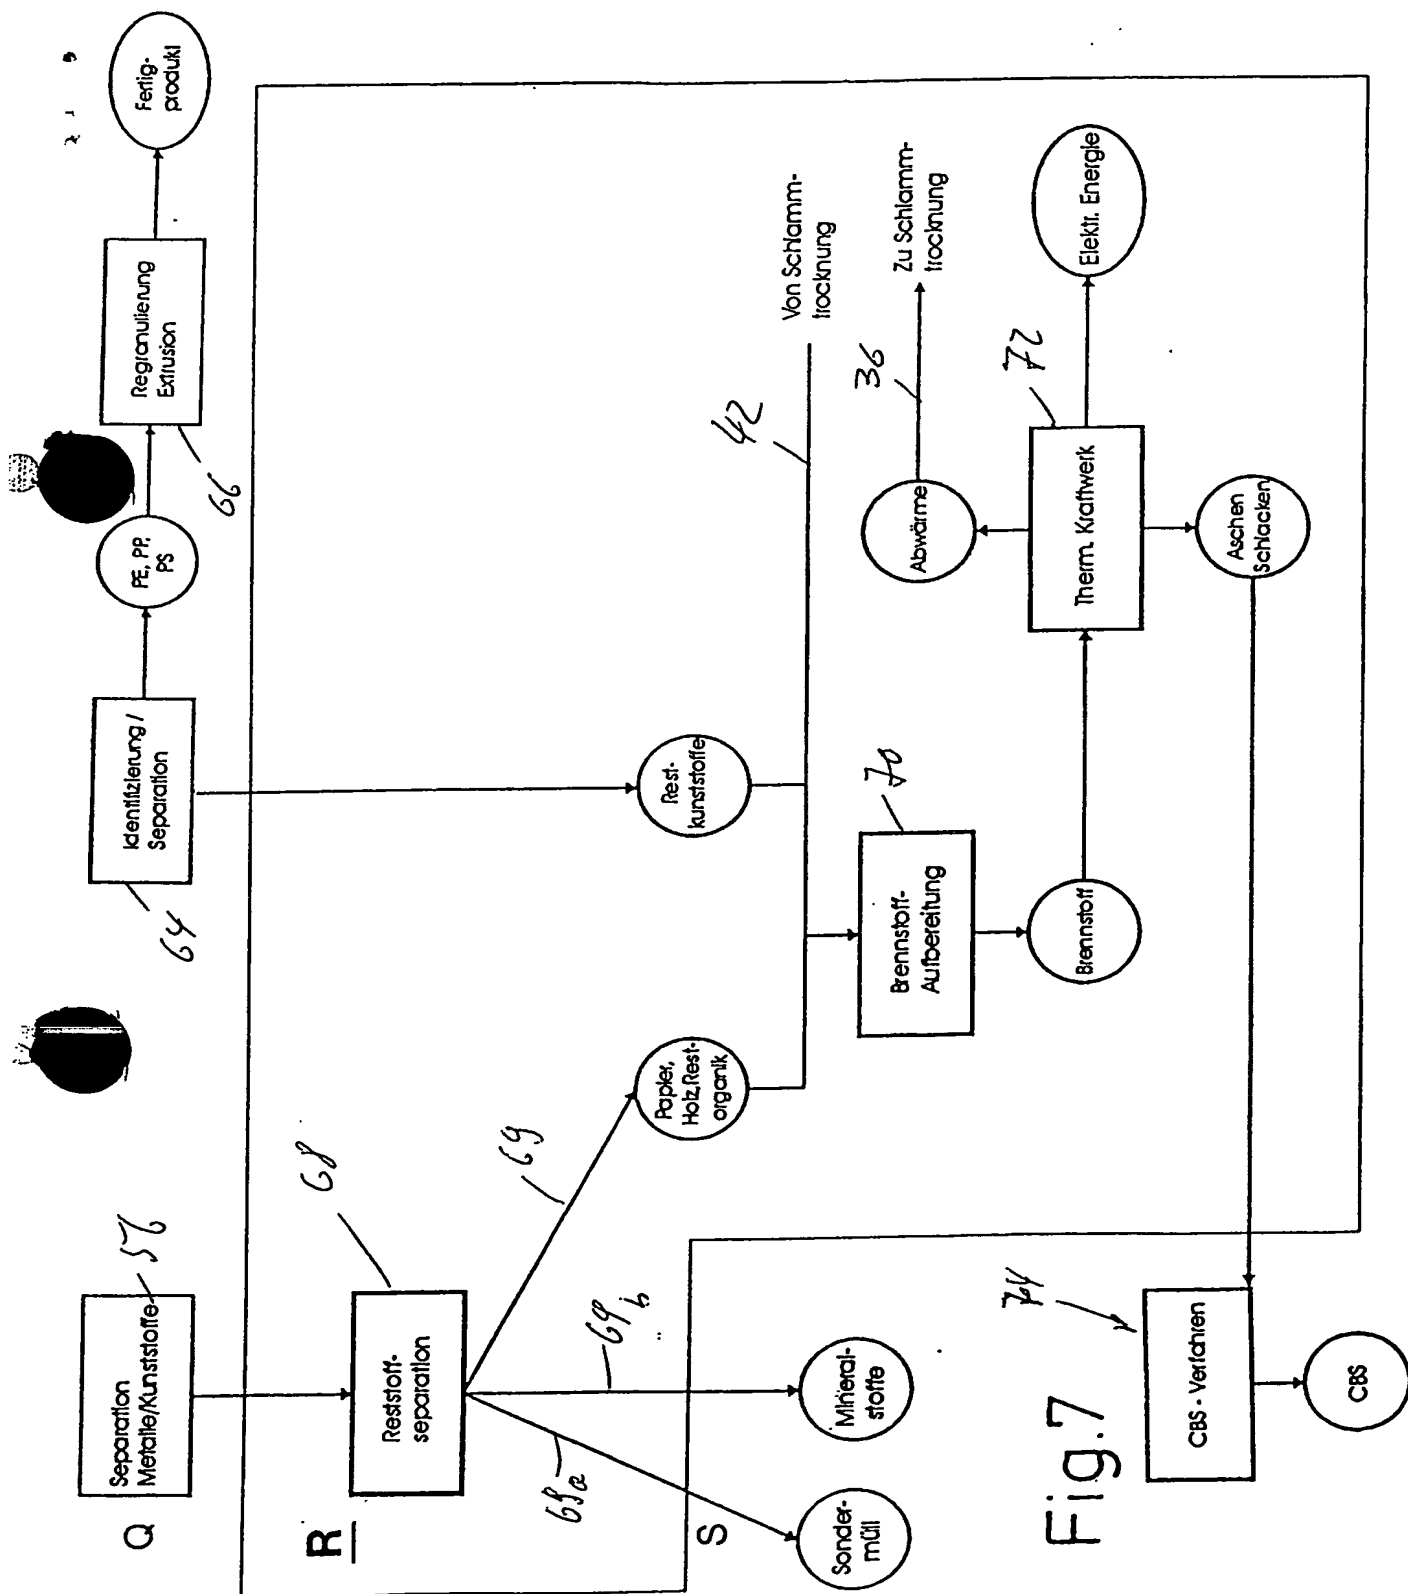 Q
Separation
Metalle/Kunststoffe
56
Identifizierung/
Separation
64
PE, PP,
PS
Regranulierung
Extrusion
66
Fertig-
produkt
R
Reststoff-
separation
68
69
69a
69b
S
Sonder-
müll
Mineral-
stoffe
Papier,
Holz,Rest-
organik
Rest-
kunststoffe
42
Von Schlamm-
trocknung
Brennstoff-
Aufbereitung
70
Brennstoff
Abwärme
36
Zu Schlamm-
trocknung
Therm. Kraftwerk
72
Elektr. Energie
Aschen
Schlacken
CBS - Verfahren
74
CBS
Fig.7